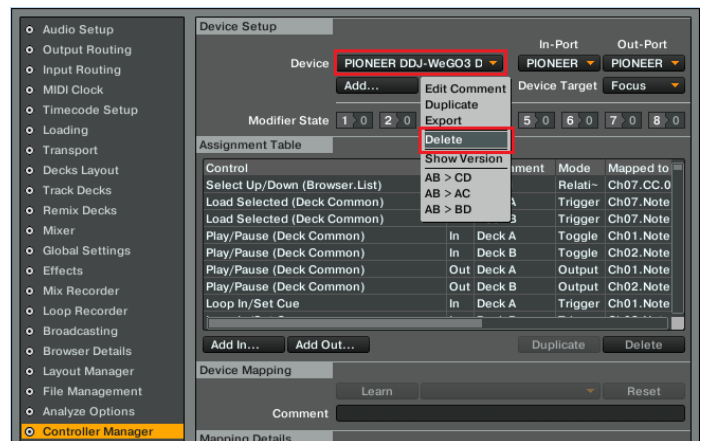 Audio Setup
Output Routing
Input Routing
MIDI Clock
Timecode Setup
Loading
Transport
Decks Layout
Track Decks
Remix Decks
Mixer
Global Settings
Effects
Mix Recorder
Loop Recorder
Broadcasting
Browser Details
Layout Manager
File Management
Analyze Options
Controller Manager
Device Setup
In-Port Out-Port
Device PIONEER DDJ-WeGO3 D PIONEER PIONEER
Add... Device Target Focus
Modifier State 1 0 2 0 5 0 6 0 7 0 8 0
Edit Comment
Duplicate
Export
Delete
Show Version
AB > CD
AB > AC
AB > BD
Assignment Table
Control Mode Mapped to
Select Up/Down (Browser.List) Relati~ Ch07.CC.0
Load Selected (Deck Common) Trigger Ch07.Note
Load Selected (Deck Common) Trigger Ch07.Note
Play/Pause (Deck Common) In Deck A Toggle Ch01.Note
Play/Pause (Deck Common) In Deck B Toggle Ch02.Note
Play/Pause (Deck Common) Out Deck A Output Ch01.Note
Play/Pause (Deck Common) Out Deck B Output Ch02.Note
Loop In/Set Cue In Deck A Trigger Ch01.Note
Add In... Add Out... Duplicate Delete
Device Mapping
Learn Reset
Comment
Mapping Details